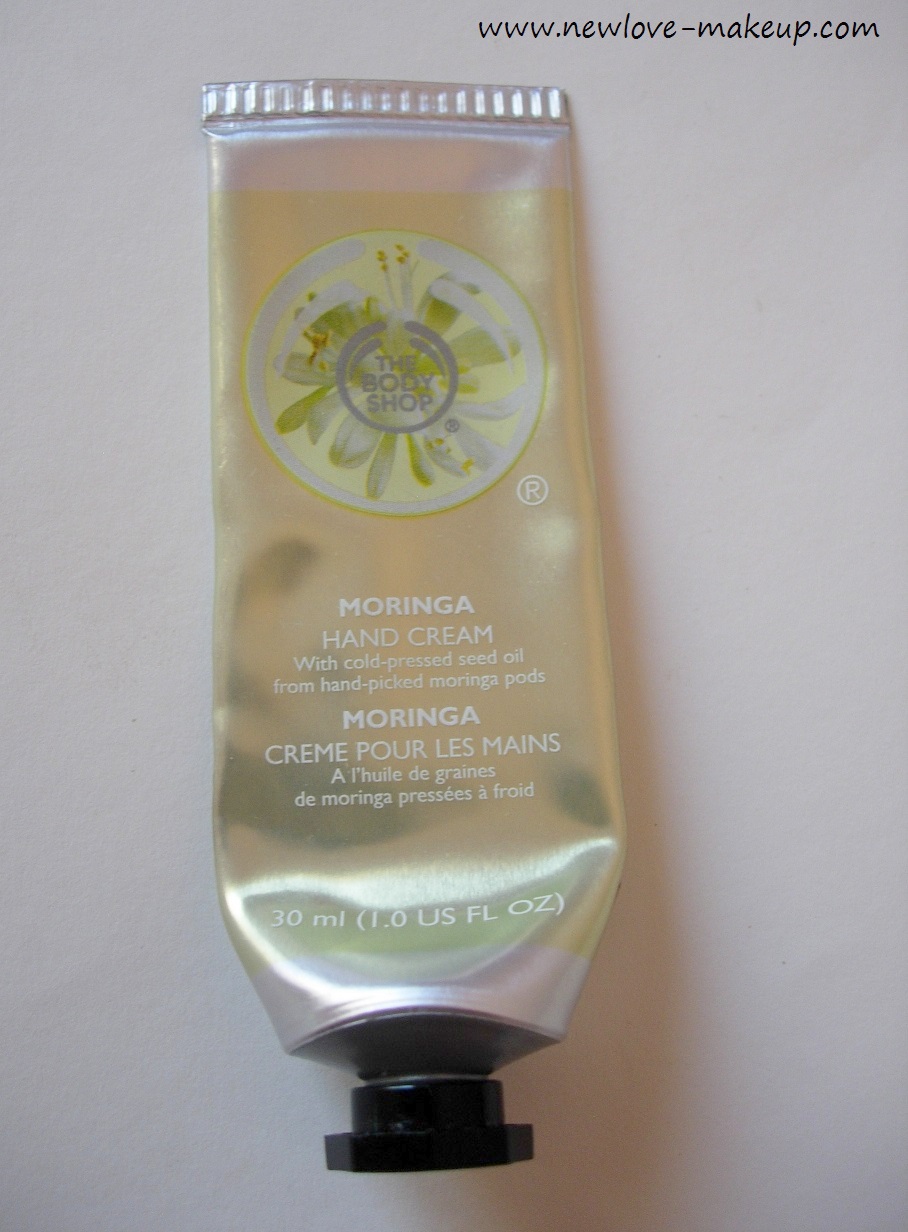 www.newlove-makeup.com
THE
BODY
SHOP
®
®
MORINGA
HAND CREAM
With cold-pressed seed oil
from hand-picked moringa pods
MORINGA
CREME POUR LES MAINS
A l'huile de graines
de moringa pressées à froid
30 ml (1.0 US FL OZ)